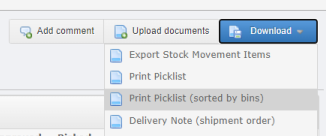 Add comment Upload documents Download
Export Stock Movement Items
Print Picklist
Print Picklist (sorted by bins)
Delivery Note (shipment order)